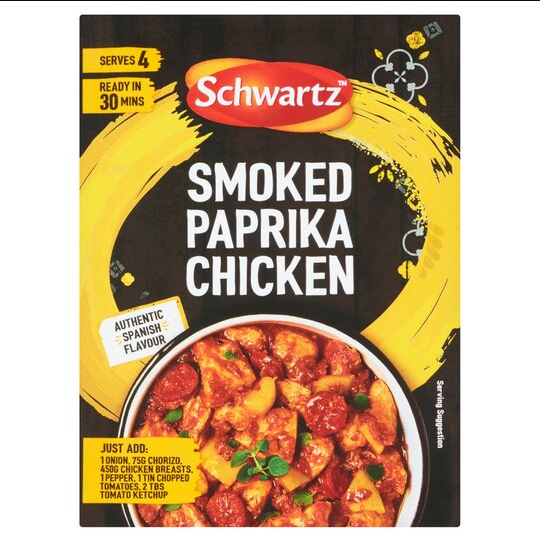 SERVES 4
READY IN
30 MINS
Schwartz™
SMOKED
PAPRIKA
CHICKEN
AUTHENTIC
SPANISH
FLAVOUR
Serving Suggestion
JUST ADD:
1 ONION, 75G CHORIZO,
450G CHICKEN BREASTS,
1 PEPPER, 1 TIN CHOPPED
TOMATOES, 2 TBS
TOMATO KETCHUP